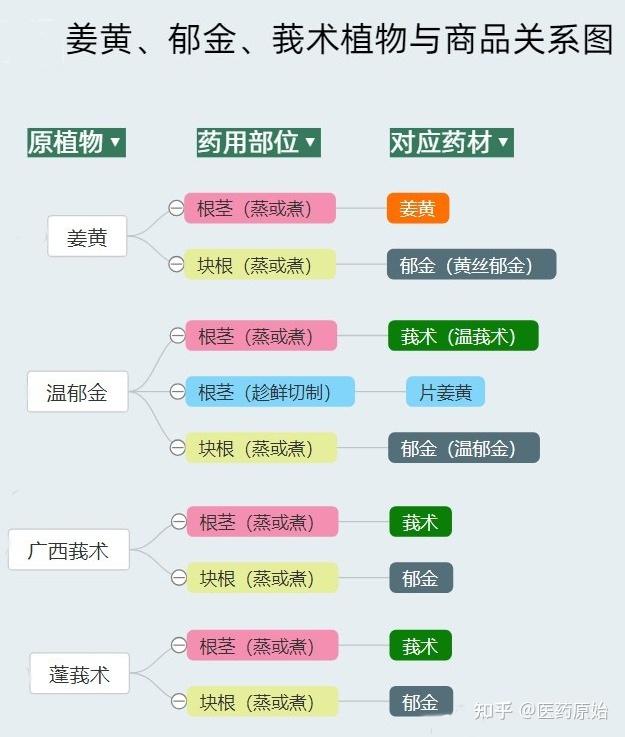 姜黄、郁金、莪术植物与商品关系图
原植物▼ 药用部位▼ 对应药材▼
姜黄
根茎（蒸或煮） 姜黄
块根（蒸或煮） 郁金（黄丝郁金）
温郁金
根茎（蒸或煮） 莪术（温莪术）
根茎（趁鲜切制） 片姜黄
块根（蒸或煮） 郁金（温郁金）
广西莪术
根茎（蒸或煮） 莪术
块根（蒸或煮） 郁金
蓬莪术
根茎（蒸或煮） 莪术
块根（蒸或煮） 郁金
知乎 @医药原始